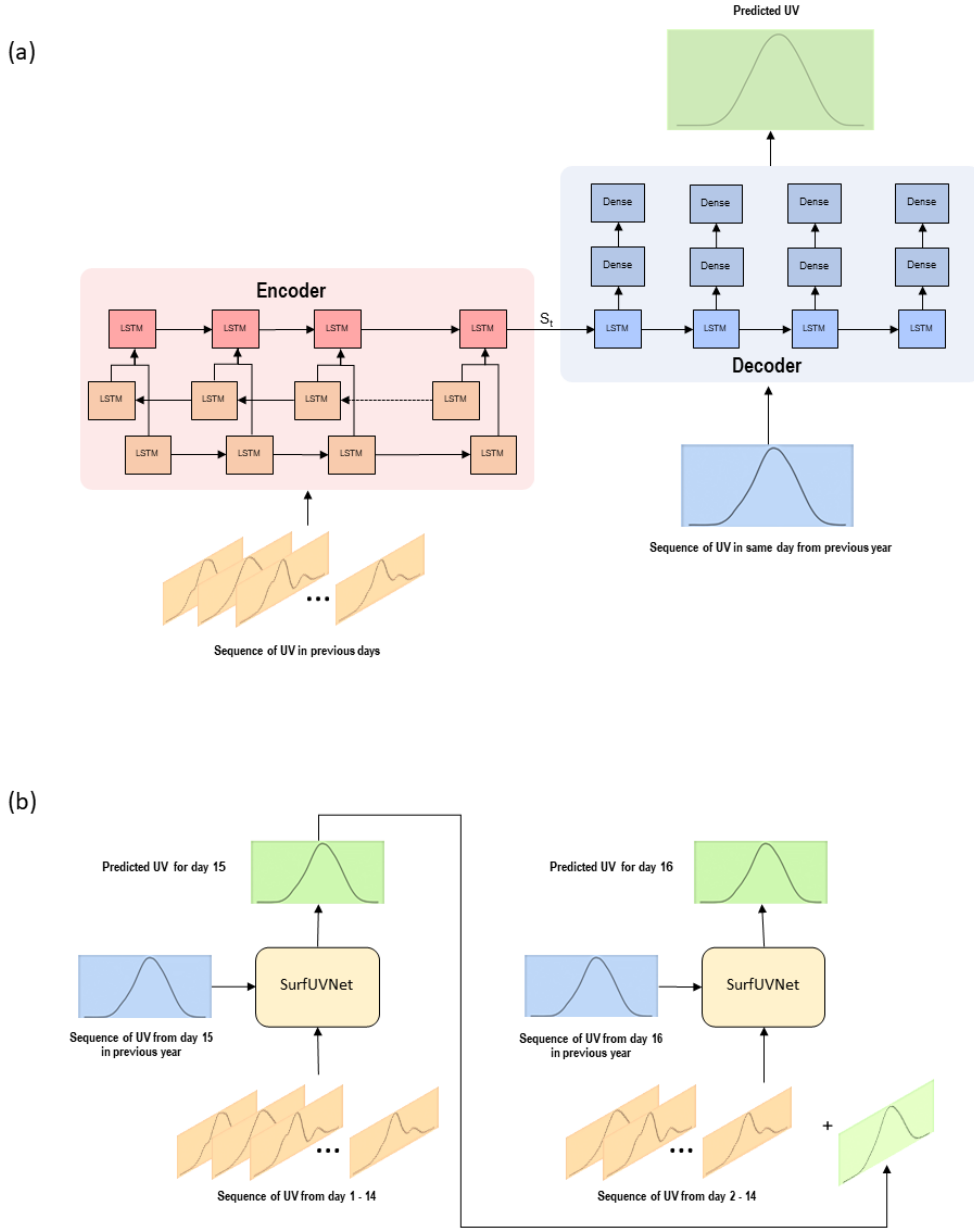 Predicted UV
(a)
Dense
Dense
Dense
Dense
Dense
Dense
Dense
Dense
Encoder
LSTM
LSTM
LSTM
LSTM
St
LSTM
LSTM
LSTM
LSTM
Decoder
LSTM
LSTM
LSTM
LSTM
LSTM
LSTM
LSTM
LSTM
Sequence of UV in same day from previous year
...
Sequence of UV in previous days
(b)
Predicted UV for day 15
Predicted UV for day 16
SurfUVNet
SurfUVNet
Sequence of UV from day 15
in previous year
Sequence of UV from day 16
in previous year
...
...
+
Sequence of UV from day 1 - 14
Sequence of UV from day 2 - 14